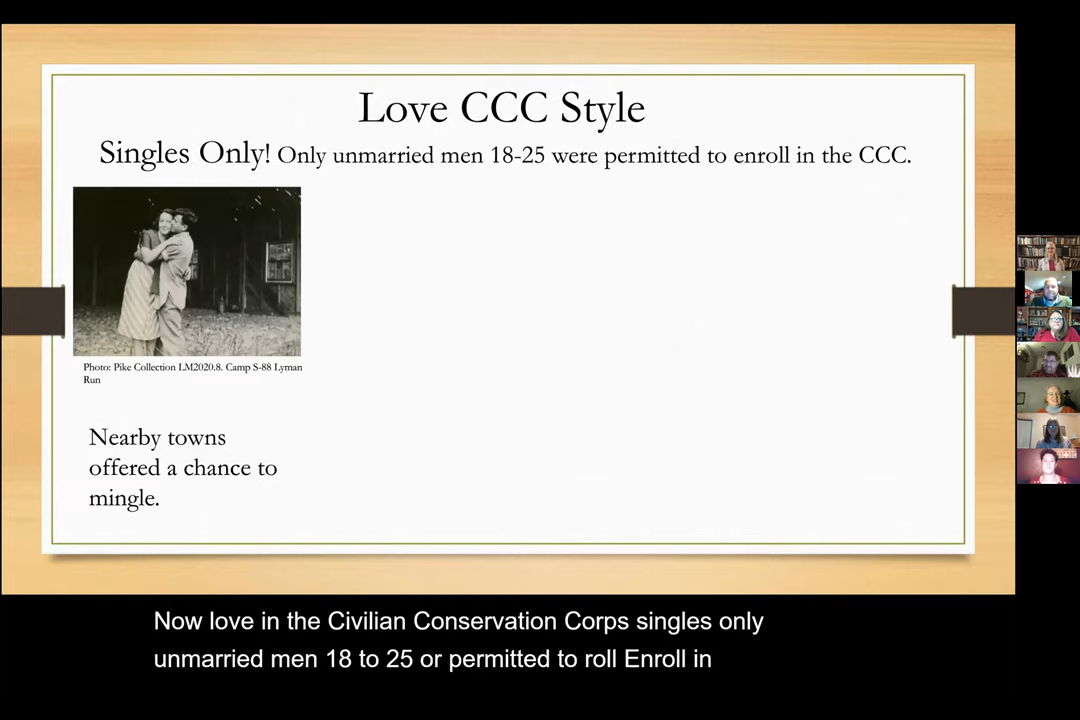 Love CCC Style
Singles Only! Only unmarried men 18-25 were permitted to enroll in the CCC.
Photo: Pike Collection LM2020.8. Camp S-88 Lyman
Run
Nearby towns
offered a chance to
mingle.
Now love in the Civilian Conservation Corps singles only
unmarried men 18 to 25 or permitted to roll Enroll in